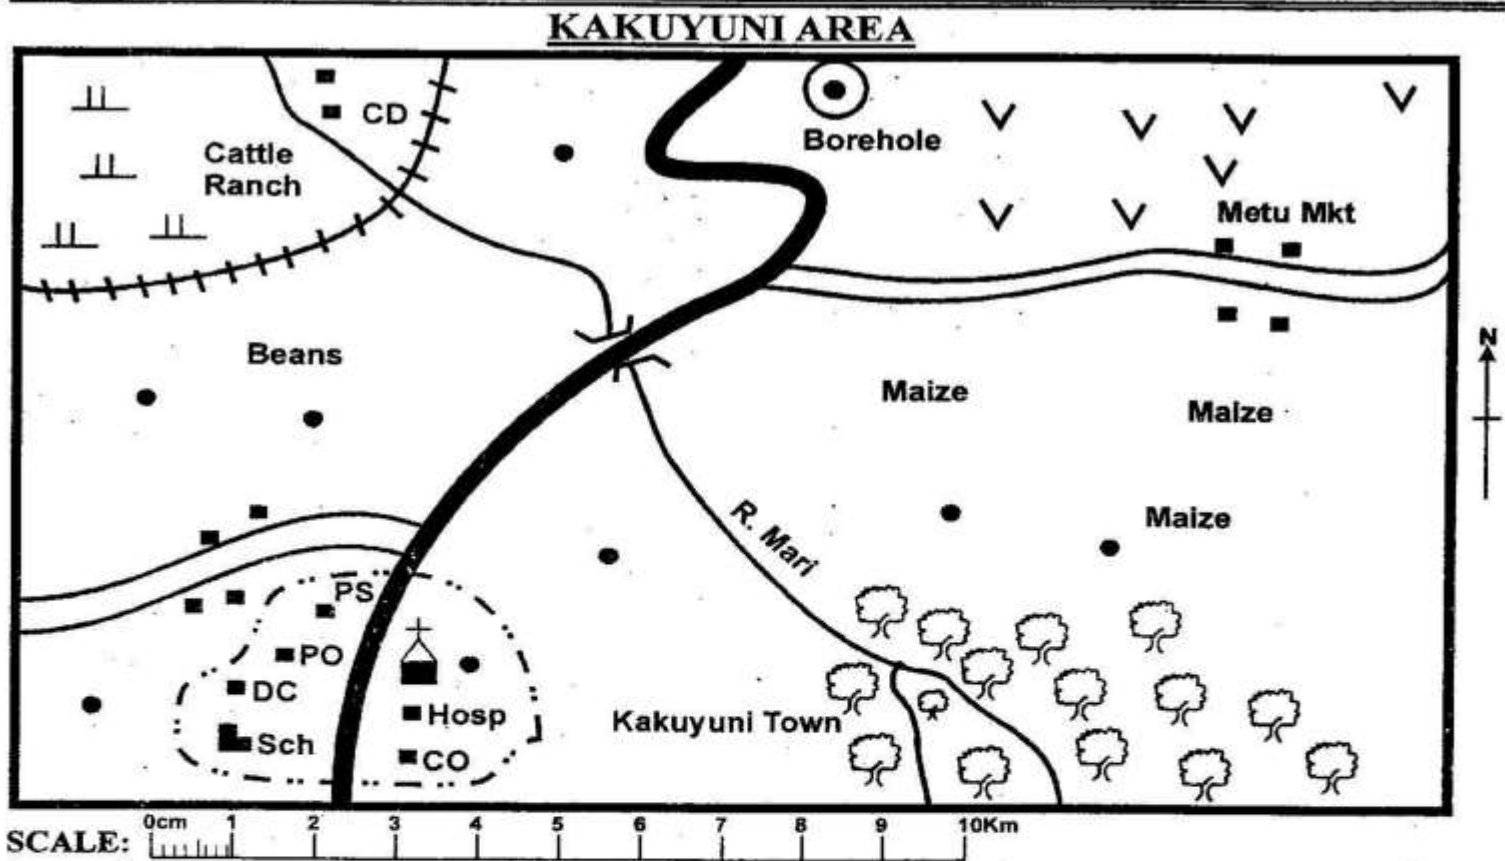 KAKUYUNI AREA
CD
Borehole
Cattle
Ranch
Metu Mkt
N
Beans
Maize
Maize
Maize
R. Mari
PS
PO
DC
Hosp
Kakuyuni Town
Sch
CO
SCALE:
0cm 1 2 3 4 5 6 7 8 9 10Km